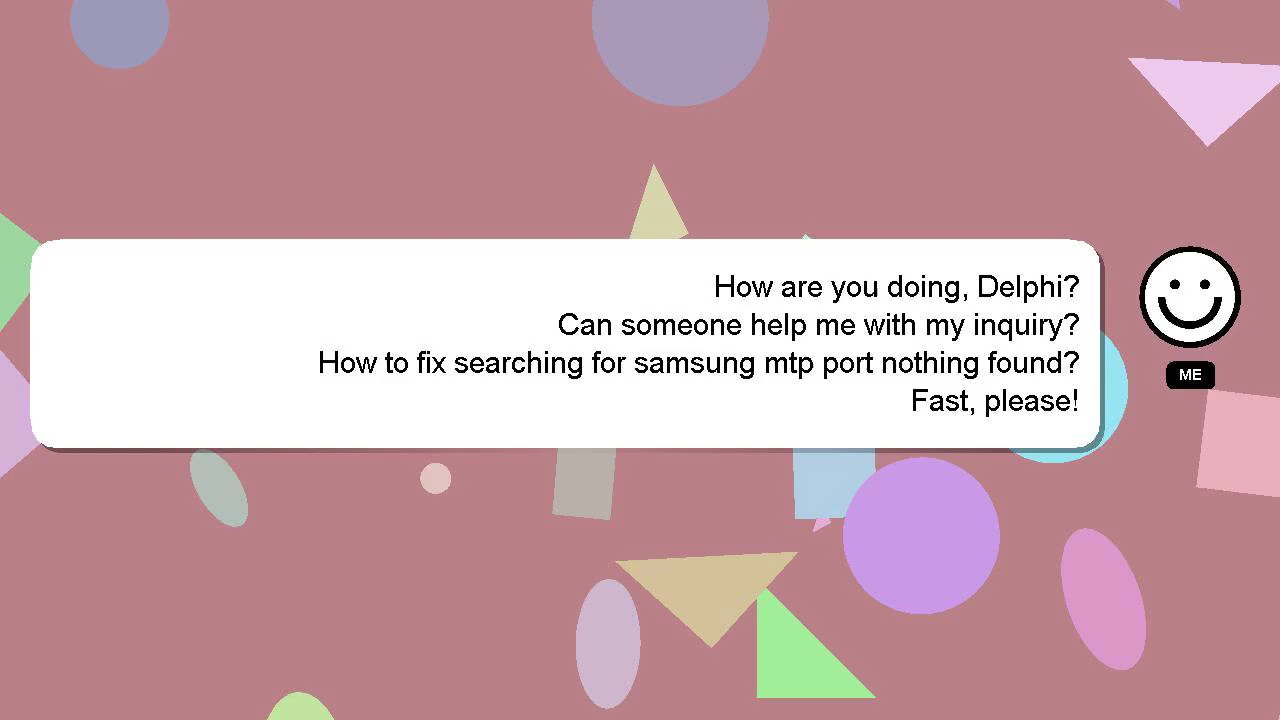 How are you doing, Delphi?
Can someone help me with my inquiry?
How to fix searching for samsung mtp port nothing found?
Fast, please!
ME